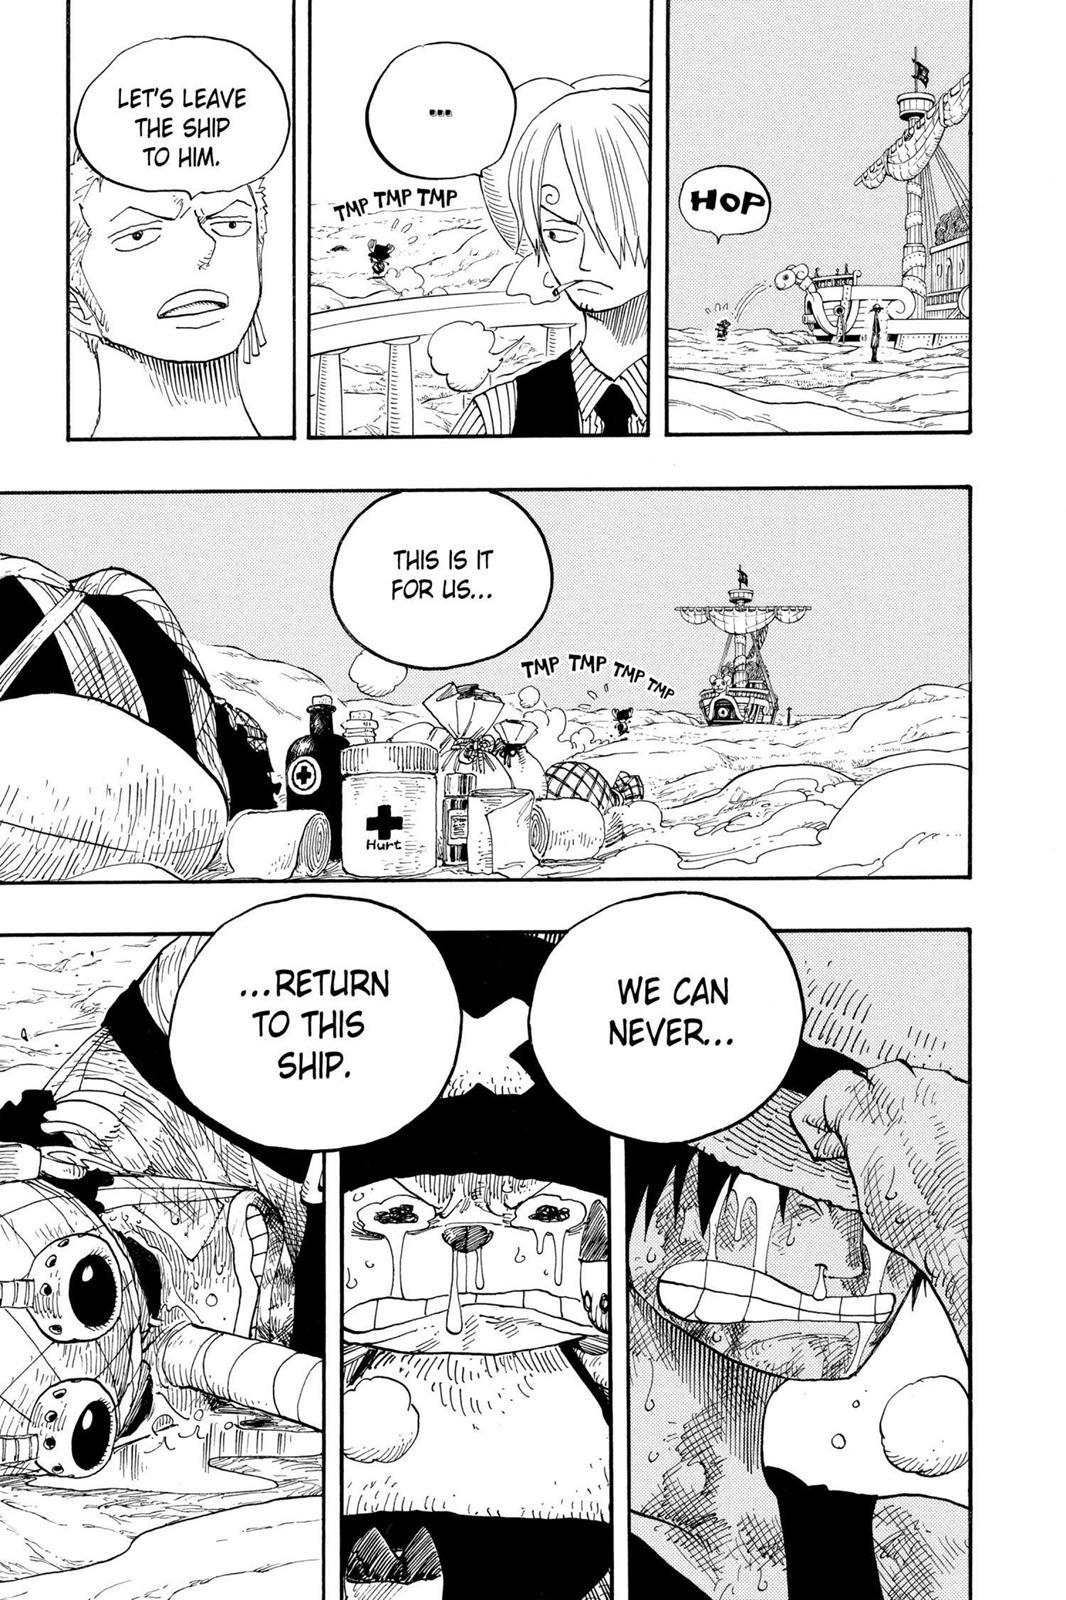 HOP
...
TMP TMP TMP
LET'S LEAVE
THE SHIP
TO HIM.
THIS IS IT
FOR US...
TMP TMP TMP TMP
Hurt
WE CAN
NEVER...
...RETURN
TO THIS
SHIP.